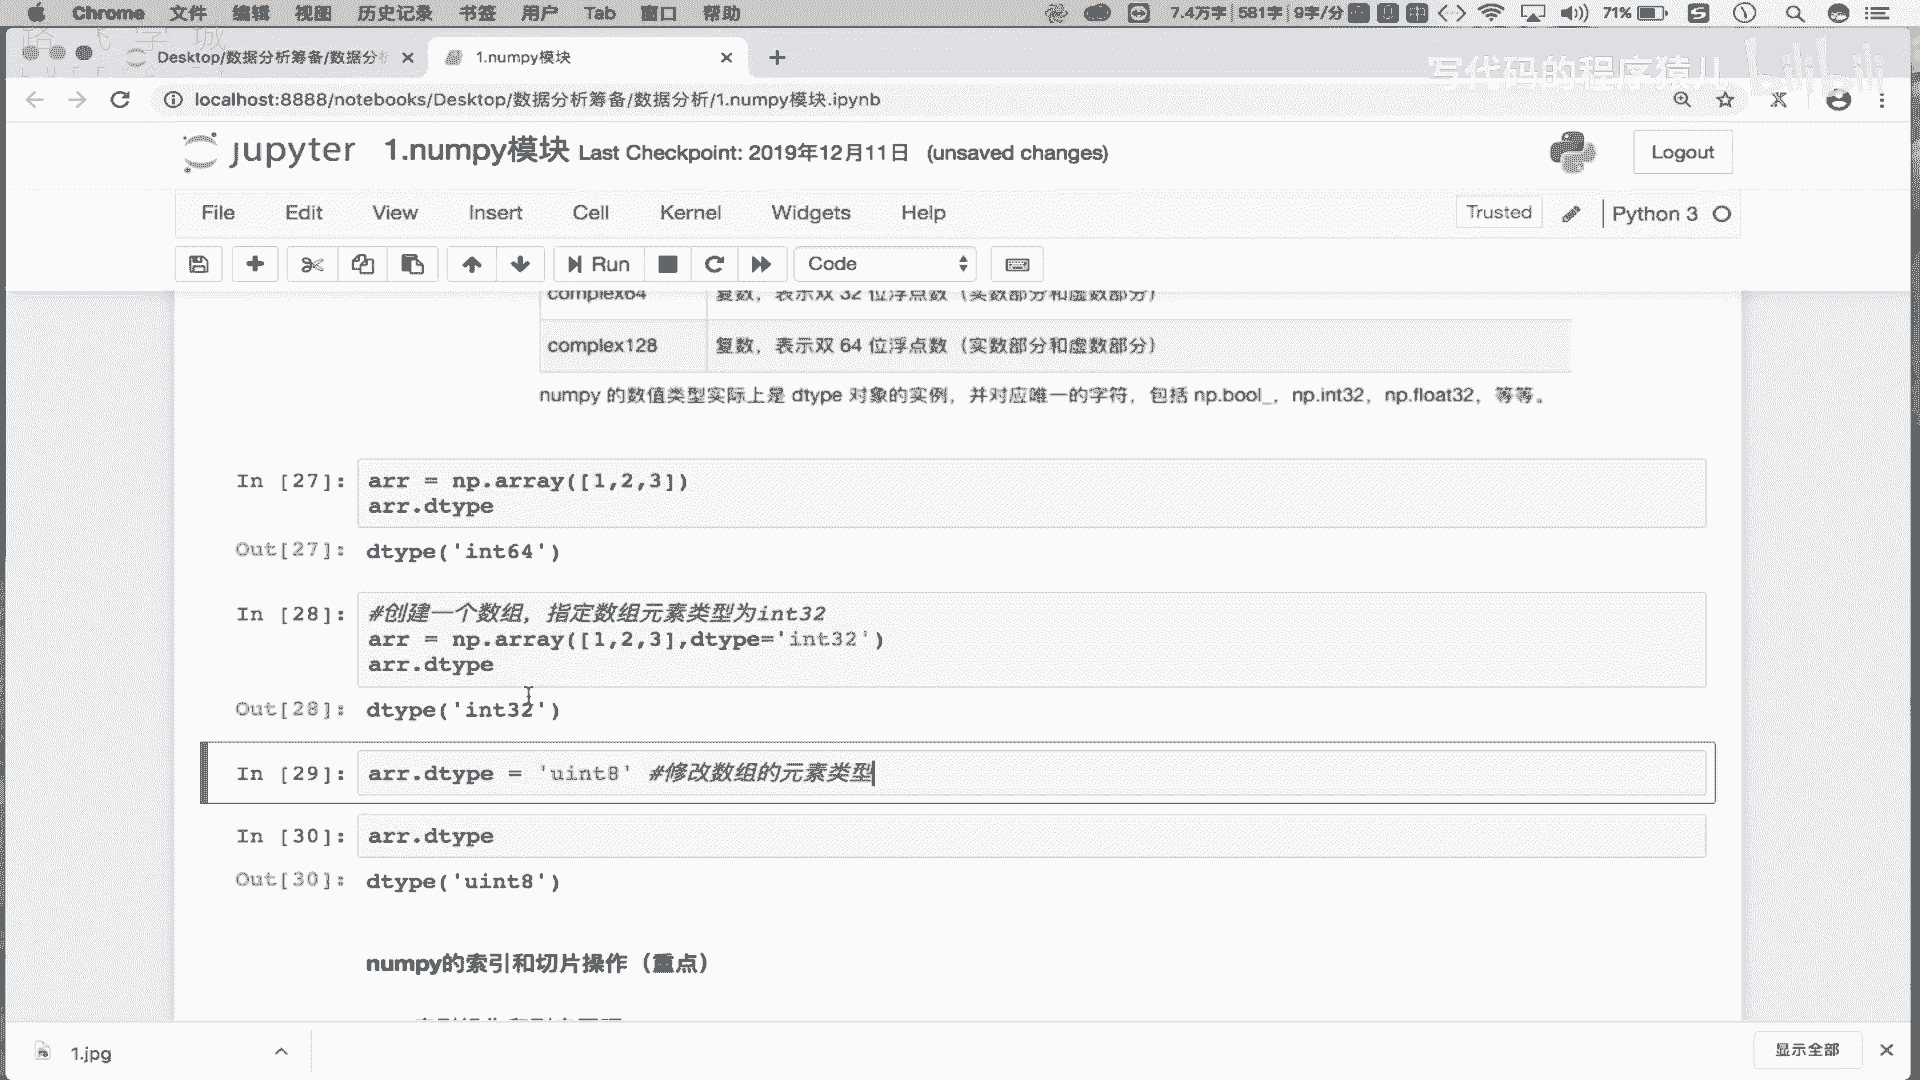 Chrome 文件 编辑 视图 历史记录 书签 用户 Tab 窗口 帮助 7.4万字 581字 9字/分 71%
路飞学城
Desktop/数据分析筹备/数据分析 1.numpy模块
写代码的程序猿儿 bilibili
localhost:8888/notebooks/Desktop/数据分析筹备/数据分析/1.numpy模块.ipynb
jupyter 1.numpy模块 Last Checkpoint: 2019年12月11日 (unsaved changes) Logout
File Edit View Insert Cell Kernel Widgets Help Trusted Python 3
Run Code
complex64 复数，表示双 32 位浮点数（实数部分和虚数部分）
complex128 复数，表示双 64 位浮点数（实数部分和虚数部分）
numpy 的数值类型实际上是 dtype 对象的实例，并对应唯一的字符，包括 np.bool_，np.int32，np.float32，等等。
In [27]: arr = np.array([1,2,3])
arr.dtype
Out[27]: dtype('int64')
In [28]: #创建一个数组，指定数组元素类型为int32
arr = np.array([1,2,3],dtype='int32')
arr.dtype
Out[28]: dtype('int32')
In [29]: arr.dtype = 'uint8' #修改数组的元素类型
In [30]: arr.dtype
Out[30]: dtype('uint8')
numpy的索引和切片操作（重点）
1.jpg 显示全部